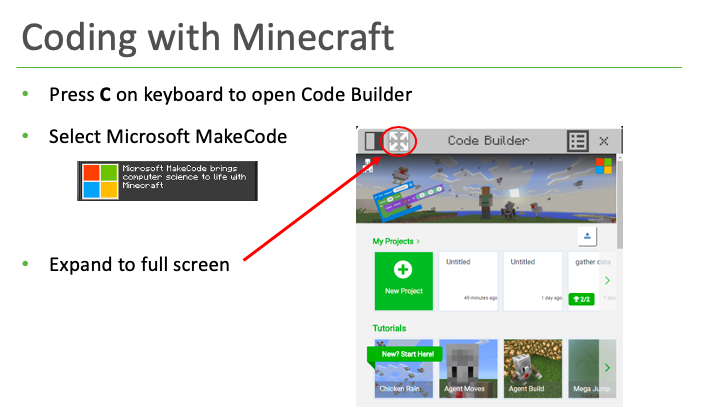 Coding with Minecraft
• Press C on keyboard to open Code Builder
• Select Microsoft MakeCode
Microsoft MakeCode brings
computer science to life with
Minecraft
• Expand to full screen
Code Builder
My Projects >
New Project
Untitled
49 minutes ago
Untitled
1 day ago
gather data
2/2
Tutorials
New? Start Here!
Chicken Rain
Agent Moves
Agent Build
Mega Jump